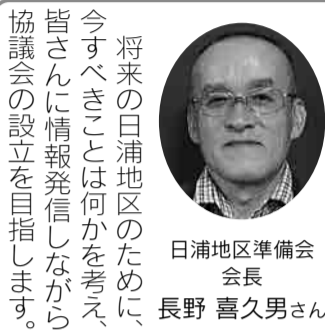 将来の日浦地区のために、
今すべきことは何かを考え、
皆さんに情報発信しながら
協議会の設立を目指します。
日浦地区準備会
会長
長野 喜久男さん